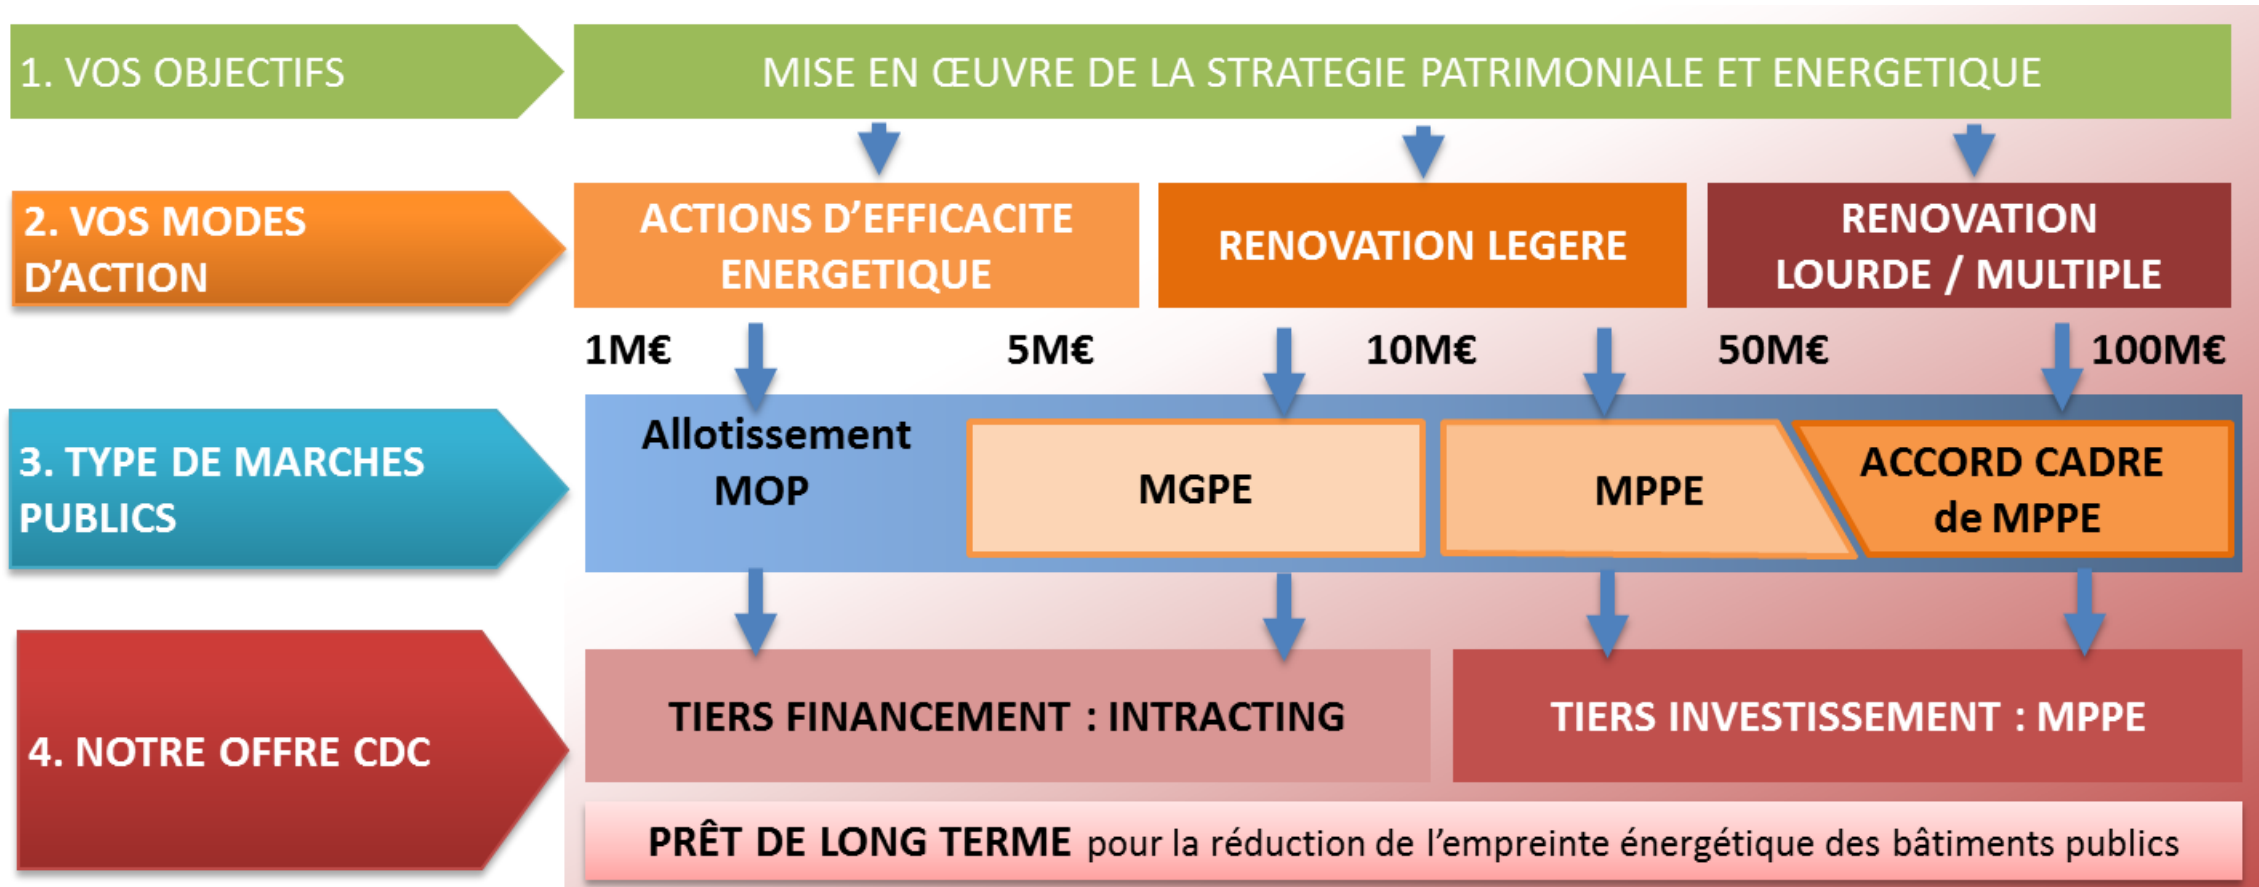 1. VOS OBJECTIFS
MISE EN ŒUVRE DE LA STRATEGIE PATRIMONIALE ET ENERGETIQUE
2. VOS MODES
D’ACTION
ACTIONS D’EFFICACITE
ENERGETIQUE
RENOVATION LEGERE
RENOVATION
LOURDE / MULTIPLE
1M€
5M€
10M€
50M€
100M€
3. TYPE DE MARCHES
PUBLICS
Allotissement
MOP
MGPE
MPPE
ACCORD CADRE
de MPPE
4. NOTRE OFFRE CDC
TIERS FINANCEMENT : INTRACTING
TIERS INVESTISSEMENT : MPPE
PRÊT DE LONG TERME pour la réduction de l’empreinte énergétique des bâtiments publics